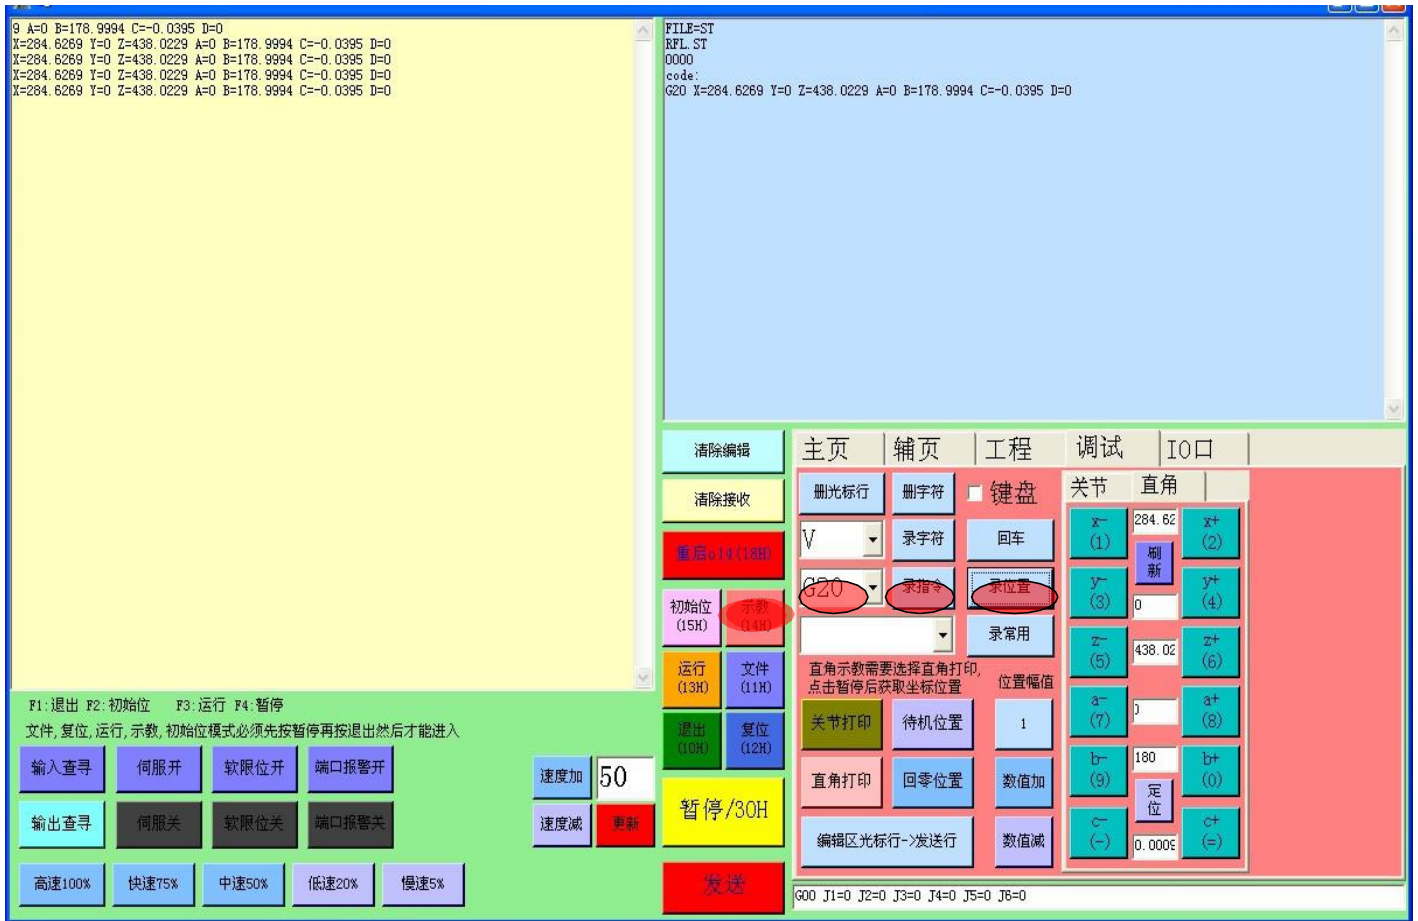 9 A=0 B=178.9994 C=-0.0395 D=0
X=284.6269 Y=0 Z=438.0229 A=0 B=178.9994 C=-0.0395 D=0
X=284.6269 Y=0 Z=438.0229 A=0 B=178.9994 C=-0.0395 D=0
X=284.6269 Y=0 Z=438.0229 A=0 B=178.9994 C=-0.0395 D=0
X=284.6269 Y=0 Z=438.0229 A=0 B=178.9994 C=-0.0395 D=0
FILE=ST
RFL.ST
0000
code:
G20 X=284.6269 Y=0 Z=438.0229 A=0 B=178.9994 C=-0.0395 D=0
F1:退出 F2:初始位 F3:运行 F4:暂停
文件,复位,运行,示教,初始位模式必须先按暂停再按退出然后才能进入
输入查寻 伺服开 软限位开 端口报警开
输出查寻 伺服关 软限位关 端口报警关
速度加 50
速度减 更新
高速100% 快速75% 中速50% 低速20% 慢速5%
清除编辑
清除接收
重启p14(18H)
初始位(15H) 示教(14H)
运行(13H) 文件(11H)
退出(10H) 复位(12H)
暂停/30H
发送
主页 辅页 工程 调试 IO口
删光标行 删字符 键盘
V 录字符 回车
G20 录指令 录位置
录常用
直角示教需要选择直角打印,
点击暂停后获取坐标位置
位置幅值
关节打印 待机位置 1
直角打印 回零位置 数值加
编辑区光标行->发送行 数值减
关节 直角
x-(1) 284.62 x+(2)
刷新
y-(3) 0 y+(4)
z-(5) 438.02 z+(6)
a-(7) a+(8)
b-(9) 180 b+(0)
定位
c-(-) 0.0009 c+(=)
G00 J1=0 J2=0 J3=0 J4=0 J5=0 J6=0